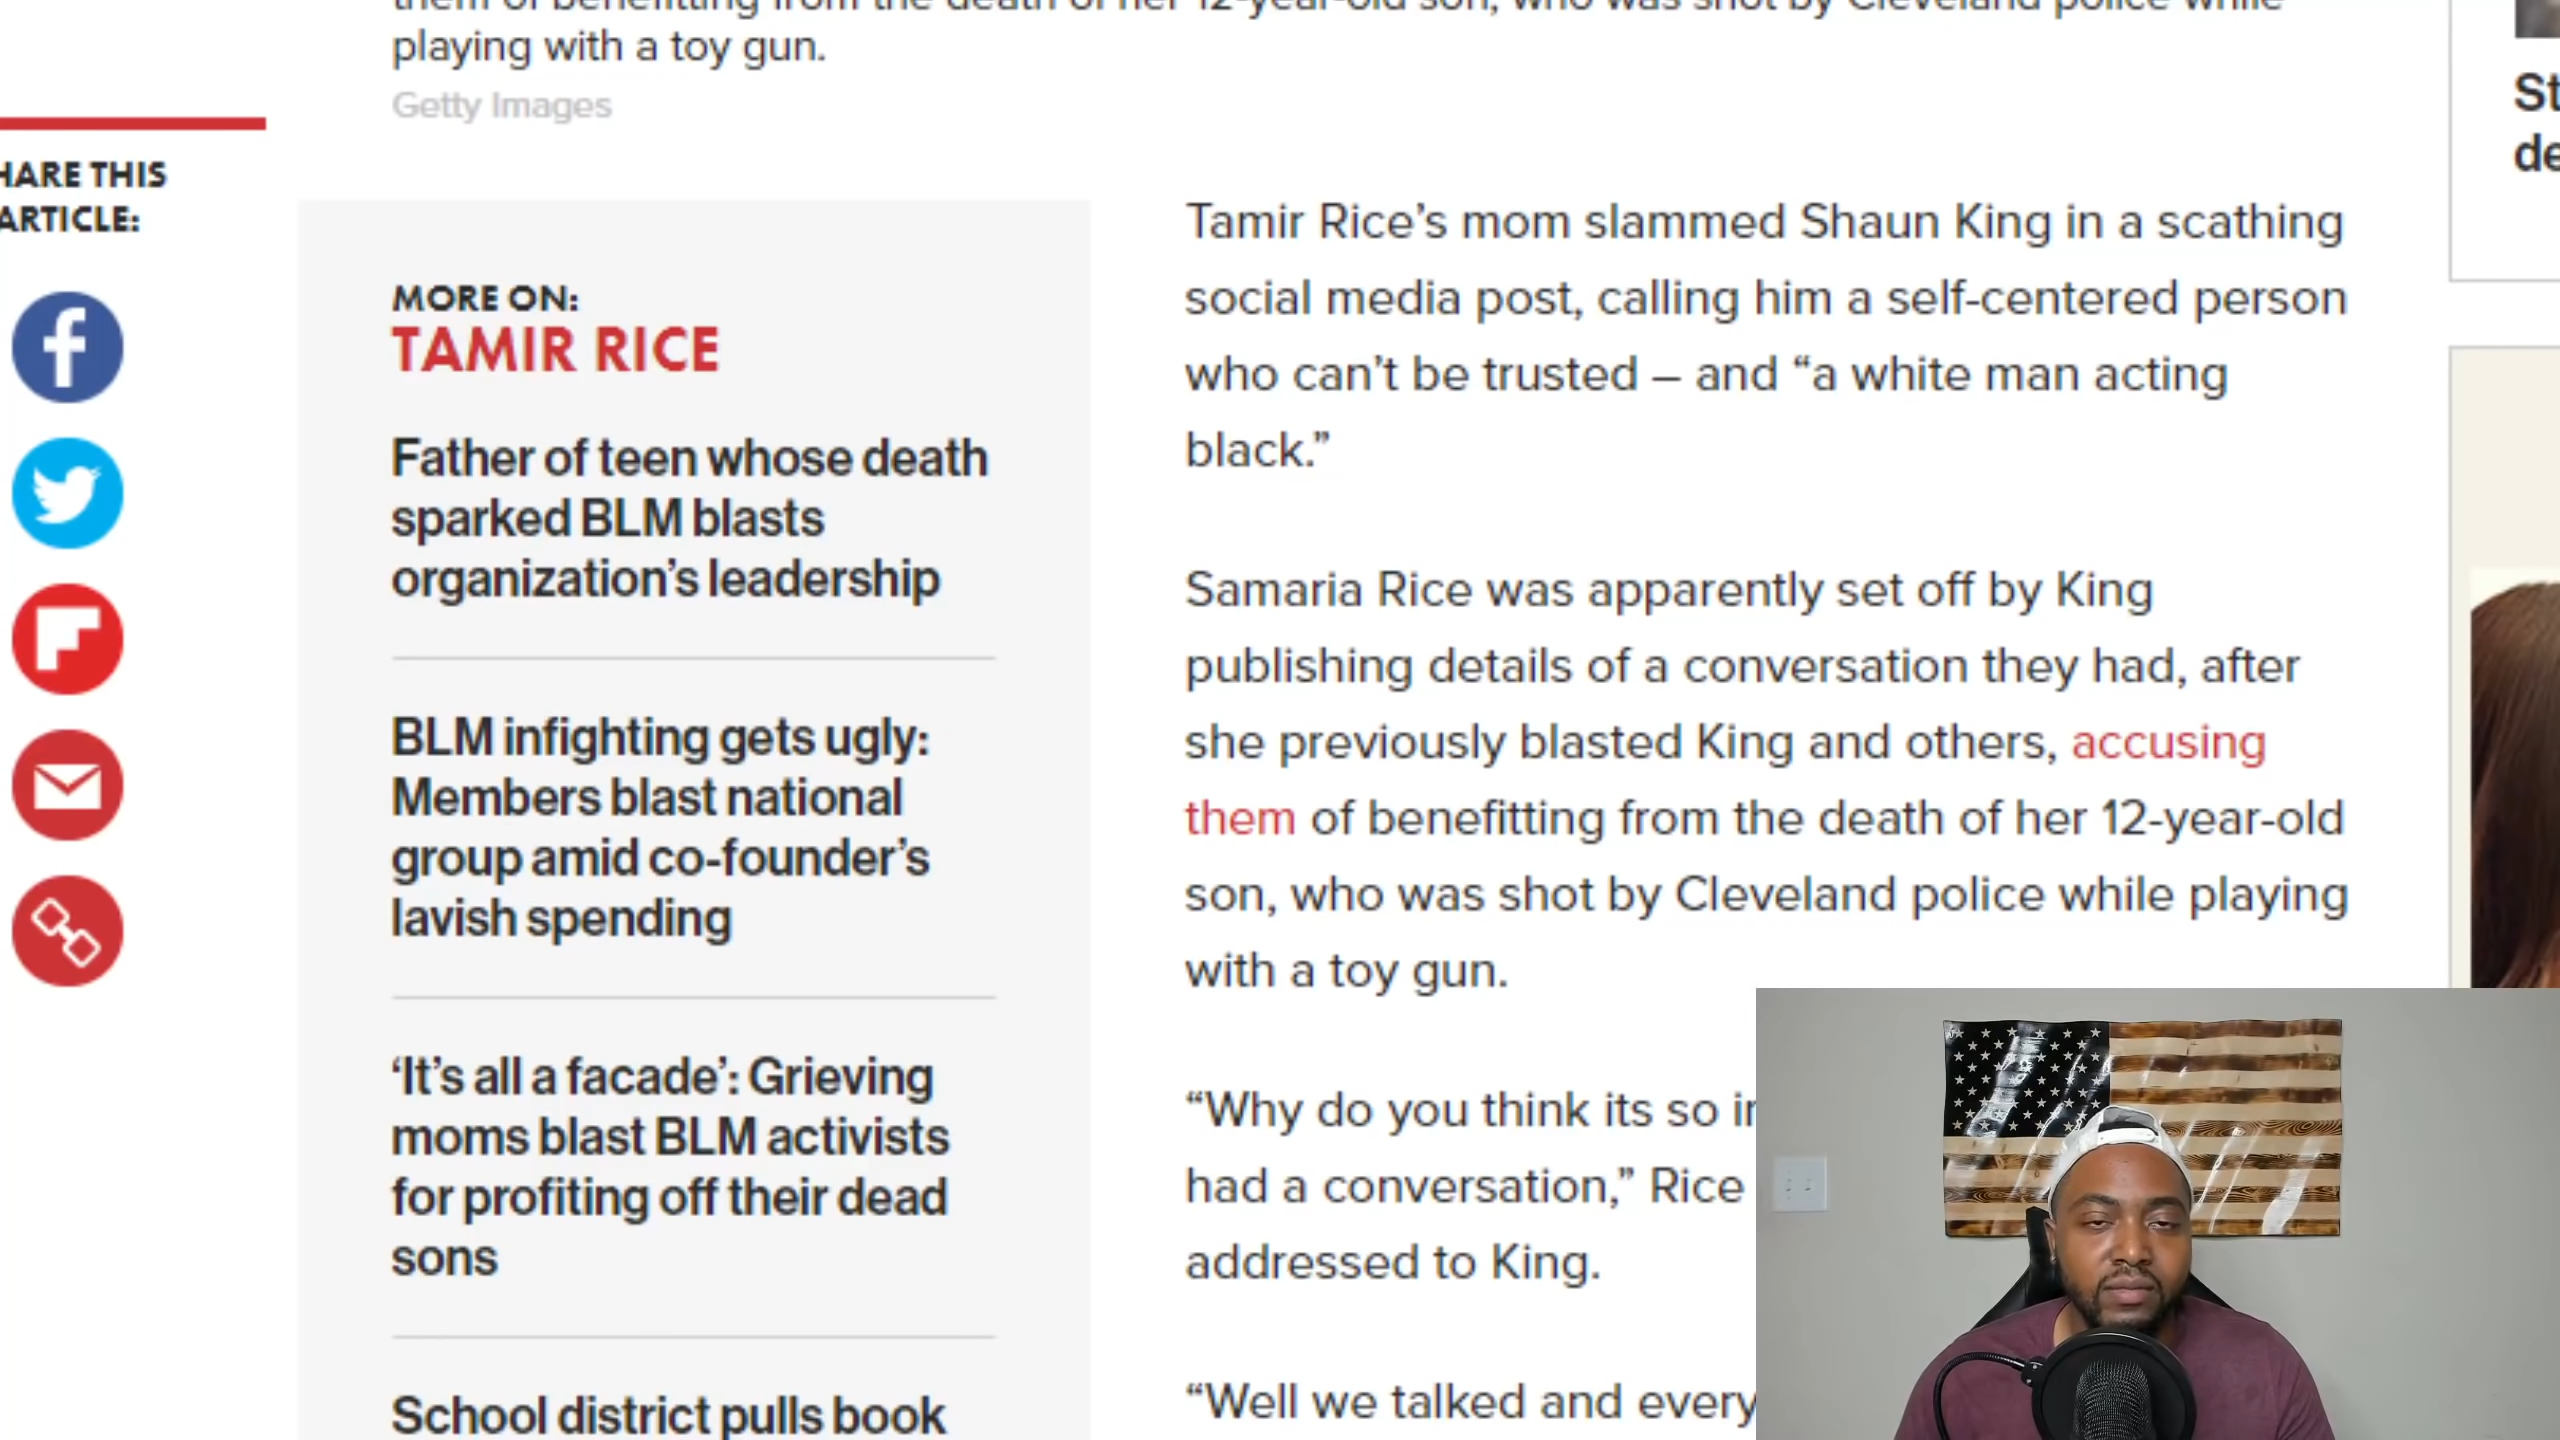 them of benefitting from the death of her 12-year-old son, who was shot by Cleveland police while
playing with a toy gun.
Getty Images
HARE THIS
ARTICLE:
MORE ON:
TAMIR RICE
Father of teen whose death
sparked BLM blasts
organization’s leadership
BLM infighting gets ugly:
Members blast national
group amid co-founder’s
lavish spending
‘It’s all a facade’: Grieving
moms blast BLM activists
for profiting off their dead
sons
School district pulls book
Tamir Rice’s mom slammed Shaun King in a scathing
social media post, calling him a self-centered person
who can’t be trusted – and “a white man acting
black.”
Samaria Rice was apparently set off by King
publishing details of a conversation they had, after
she previously blasted King and others, accusing
them of benefitting from the death of her 12-year-old
son, who was shot by Cleveland police while playing
with a toy gun.
“Why do you think its so
had a conversation,” Rice
addressed to King.
“Well we talked and every
St
de